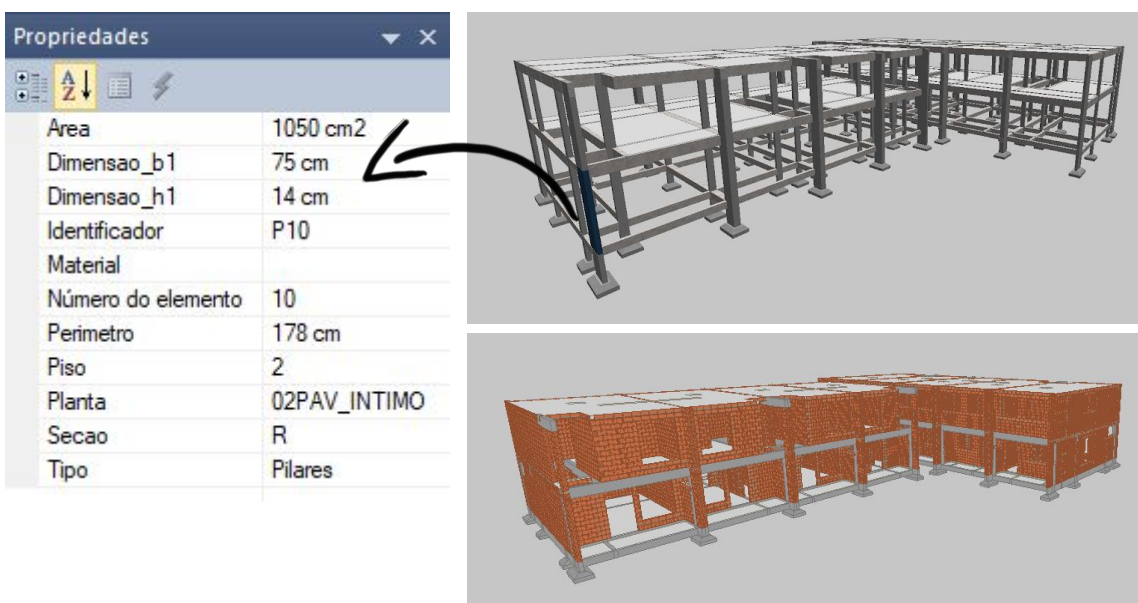 Propriedades
A
Z
Area 1050 cm2
Dimensao_b1 75 cm
Dimensao_h1 14 cm
Identificador P10
Material
Número do elemento 10
Perimetro 178 cm
Piso 2
Planta 02PAV_INTIMO
Secao R
Tipo Pilares